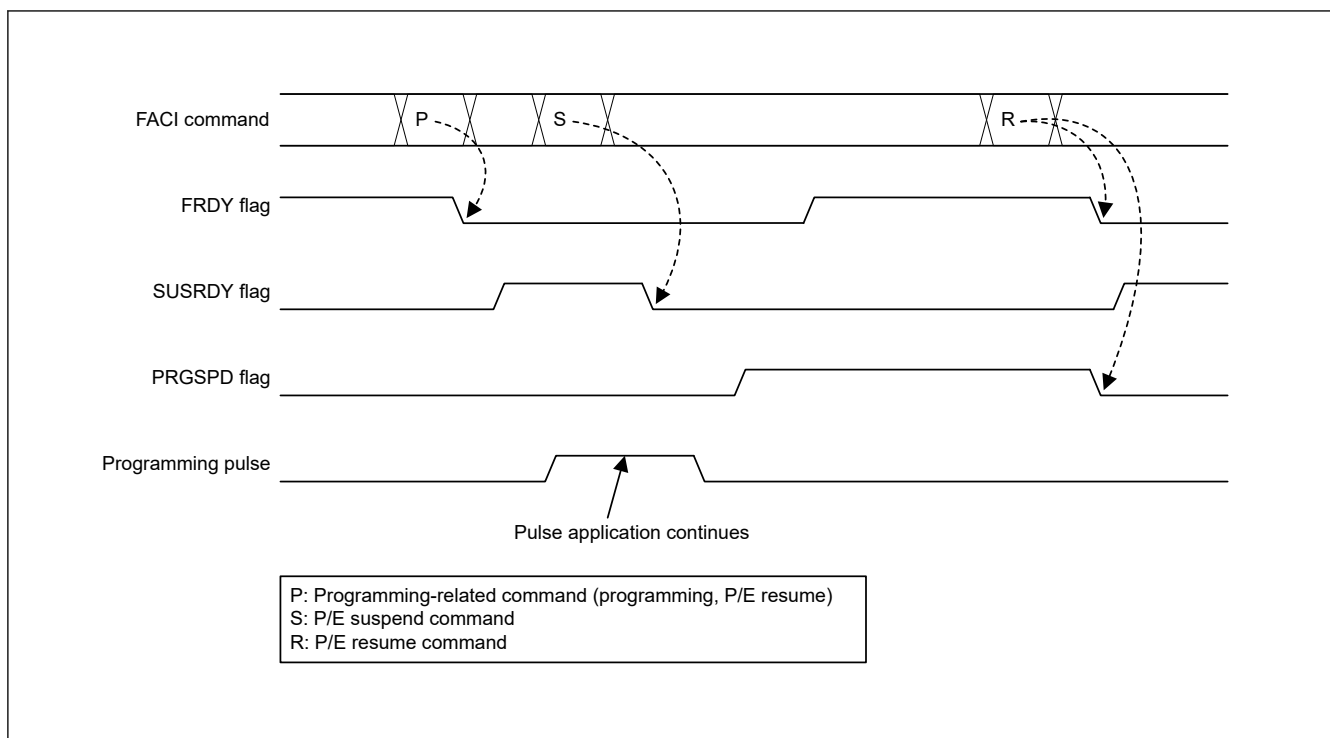 FACI command
P
S
R
FRDY flag
SUSRDY flag
PRGSPD flag
Programming pulse
Pulse application continues
P: Programming-related command (programming, P/E resume)
S: P/E suspend command
R: P/E resume command